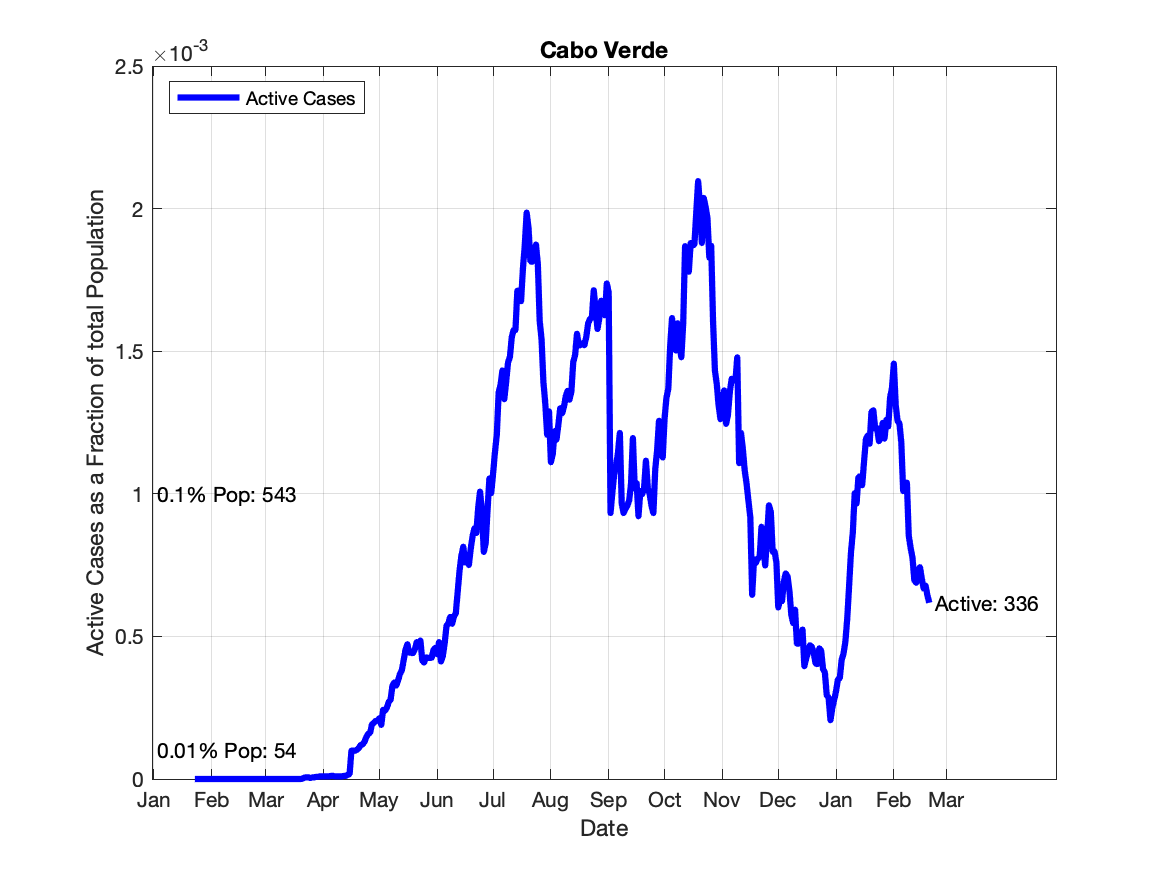 Cabo Verde
×10-3
2.5
2
1.5
1
0.5
0
Active Cases
0.1% Pop: 543
0.01% Pop: 54
Active: 336
Active Cases as a Fraction of total Population
Jan Feb Mar Apr May Jun Jul Aug Sep Oct Nov Dec Jan Feb Mar
Date